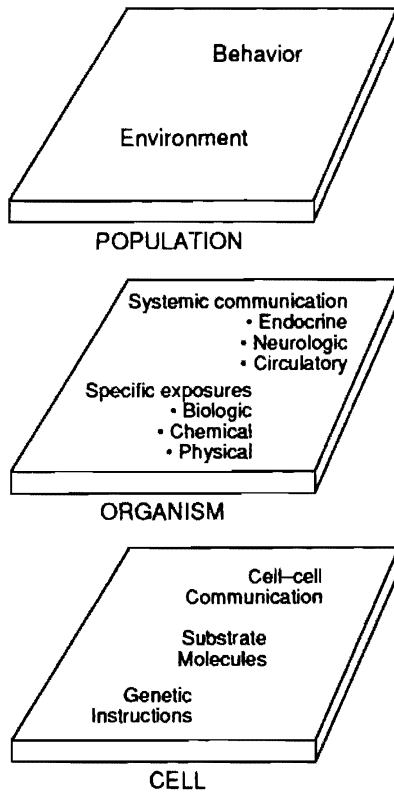 Behavior
Environment
POPULATION
Systemic communication
• Endocrine
• Neurologic
• Circulatory
Specific exposures
• Biologic
• Chemical
• Physical
ORGANISM
Cell–cell
Communication
Substrate
Molecules
Genetic
Instructions
CELL